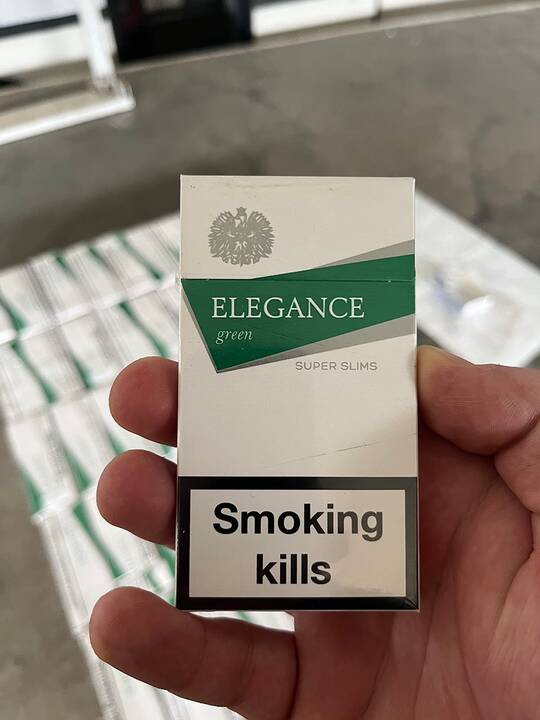 ELEGANCE
green
SUPER SLIMS
Smoking
kills